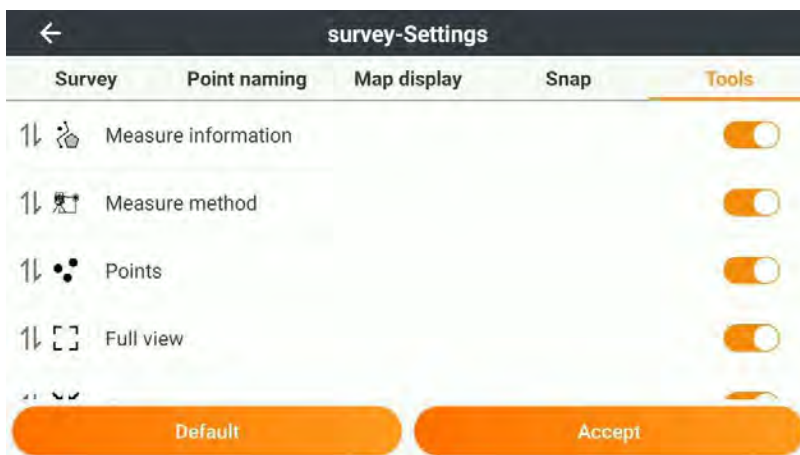 survey-Settings
Survey Point naming Map display Snap Tools
Measure information
Measure method
Points
Full view
Default Accept